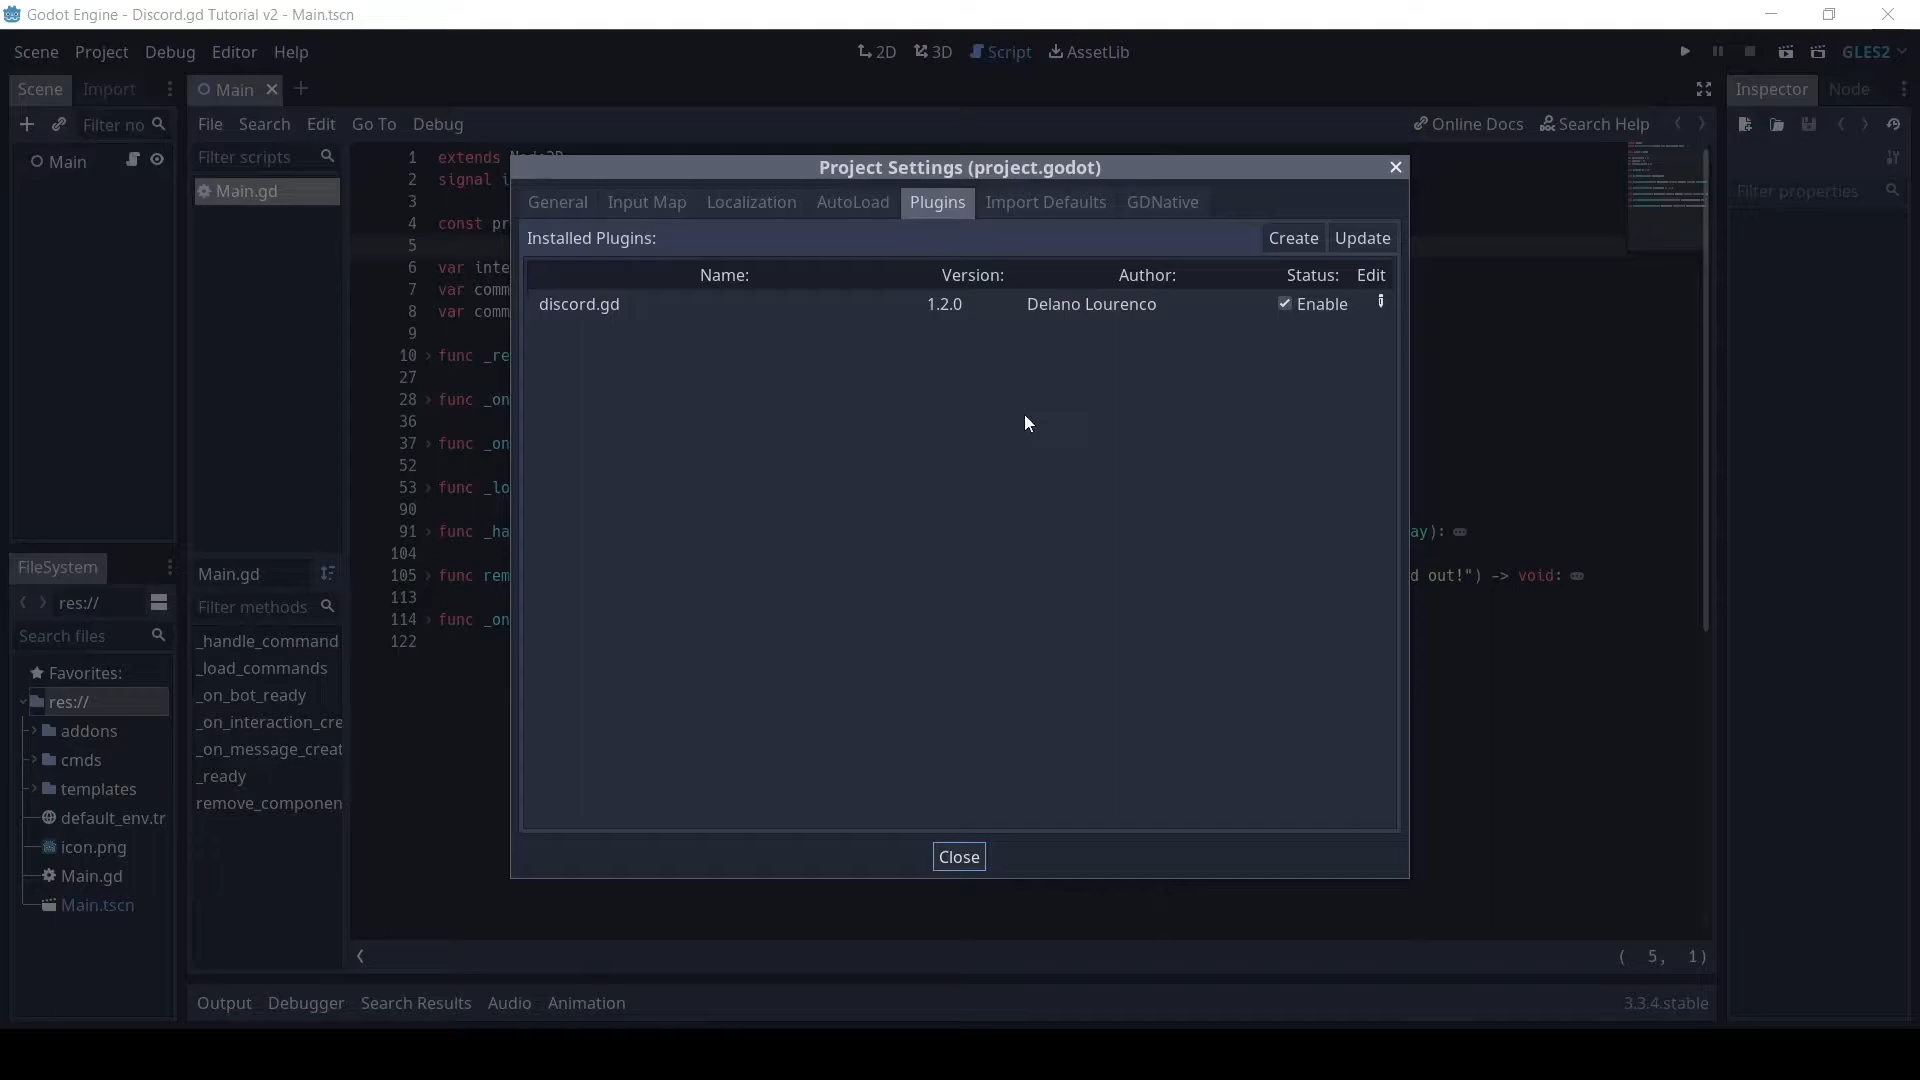 Godot Engine - Discord.gd Tutorial v2 - Main.tscn
Scene Project Debug Editor Help
2D 3D Script AssetLib
GLES2
Scene Import
Main
Inspector Node
Filter no
File Search Edit Go To Debug
Online Docs Search Help
Main
Filter scripts
Main.gd
Filter properties
1 extends
2 signal i
3
4 const pr
5
6 var inte
7 var comm
8 var comm
9
10 func _re
27
28 func _on
36
37 func _on
52
53 func _lo
90
91 func _ha ay):
104
105 func rem d out!") -> void:
113
114 func _on
122
Project Settings (project.godot)
General Input Map Localization AutoLoad Plugins Import Defaults GDNative
Installed Plugins: Create Update
Name: Version: Author: Status: Edit
discord.gd 1.2.0 Delano Lourenco Enable
Close
FileSystem
res://
Search files
Favorites:
res://
addons
cmds
templates
default_env.tr
icon.png
Main.gd
Main.tscn
Main.gd
Filter methods
_handle_command
_load_commands
_on_bot_ready
_on_interaction_cre
_on_message_creat
_ready
remove_componen
( 5, 1)
Output Debugger Search Results Audio Animation
3.3.4.stable